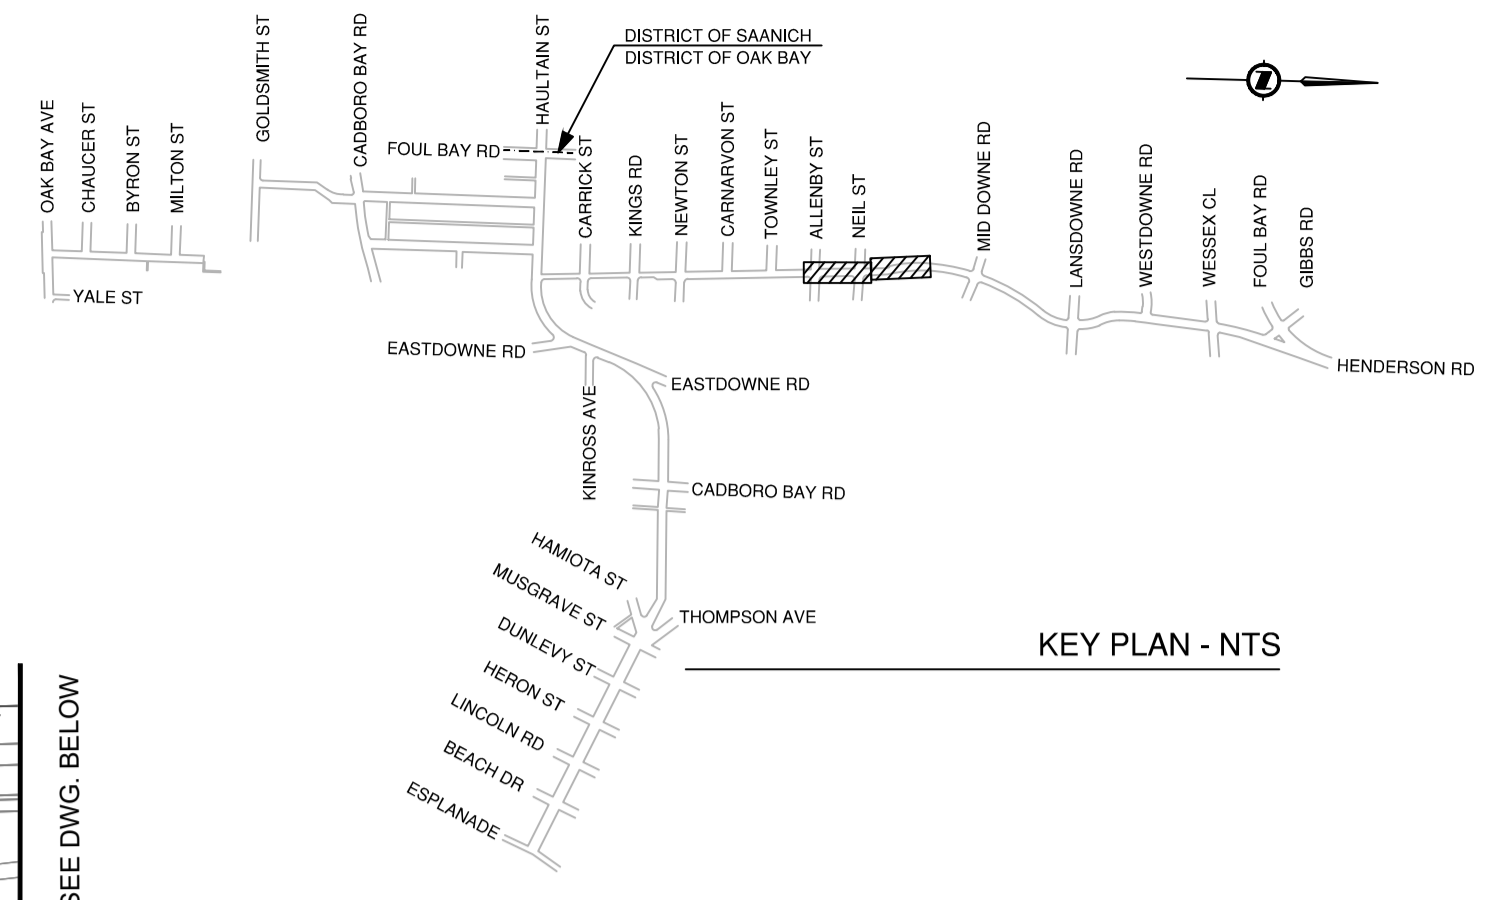 OAK BAY AVE
CHAUCER ST
BYRON ST
MILTON ST
GOLDSMITH ST
CADBORO BAY RD
HAULTAIN ST
DISTRICT OF SAANICH
DISTRICT OF OAK BAY
FOUL BAY RD
CARRICK ST
KINGS RD
NEWTON ST
CARNARVON ST
TOWNLEY ST
ALLENBY ST
NEIL ST
MID DOWNE RD
LANSDOWNE RD
WESTDOWNE RD
WESSEX CL
FOUL BAY RD
GIBBS RD
Z
YALE ST
EASTDOWNE RD
HENDERSON RD
EASTDOWNE RD
KINROSS AVE
CADBORO BAY RD
HAMIOTA ST
MUSGRAVE ST
THOMPSON AVE
DUNLEVY ST
HERON ST
LINCOLN RD
BEACH DR
ESPLANADE
KEY PLAN - NTS
SEE DWG. BELOW